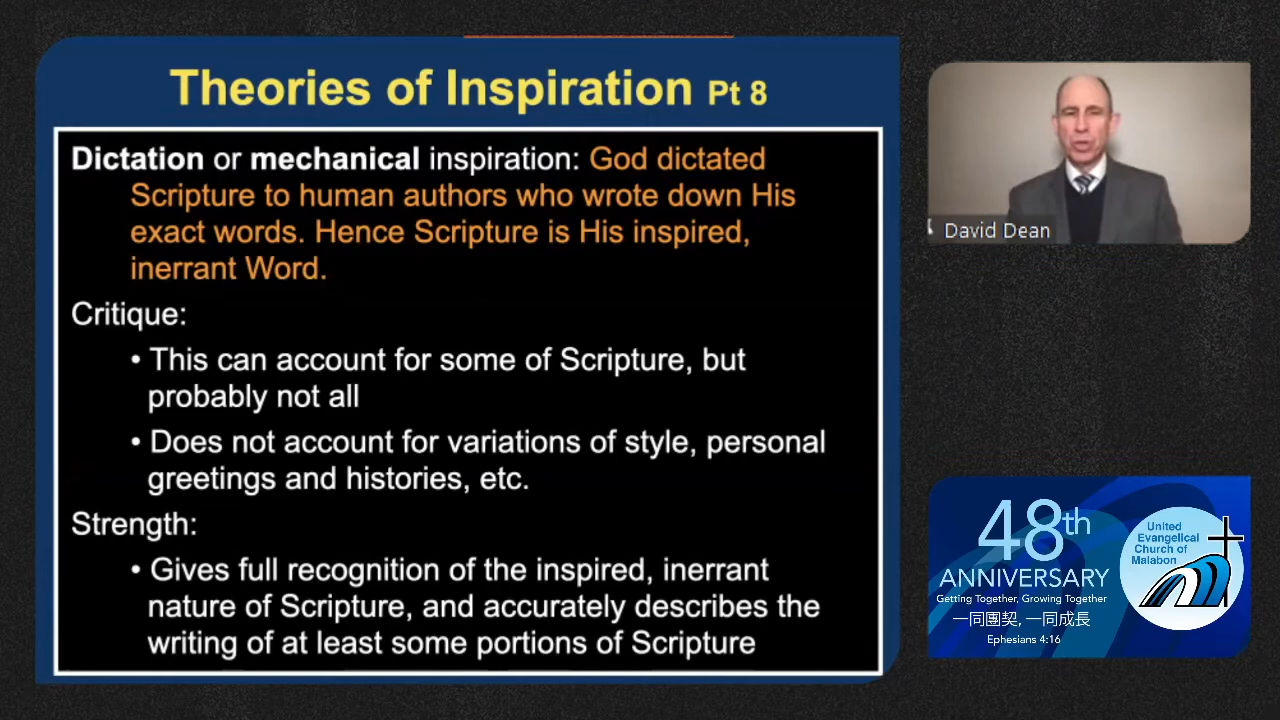 Theories of Inspiration Pt 8
Dictation or mechanical inspiration: God dictated
Scripture to human authors who wrote down His
exact words. Hence Scripture is His inspired,
inerrant Word.
Critique:
• This can account for some of Scripture, but
probably not all
• Does not account for variations of style, personal
greetings and histories, etc.
Strength:
• Gives full recognition of the inspired, inerrant
nature of Scripture, and accurately describes the
writing of at least some portions of Scripture
David Dean
48th
ANNIVERSARY
Getting Together, Growing Together
一同團契, 一同成長
Ephesians 4:16
United
Evangelical
Church of
Malabon